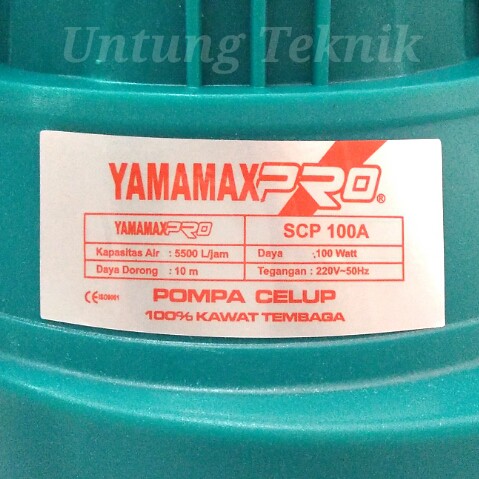 Untung Teknik
YAMAMAXPRO®
YAMAMAXPRO SCP 100A
Kapasitas Air : 5500 L/jam Daya : 100 Watt
Daya Dorong : 10 m Tegangan : 220V~50Hz
CE ISO9001 POMPA CELUP
100% KAWAT TEMBAGA